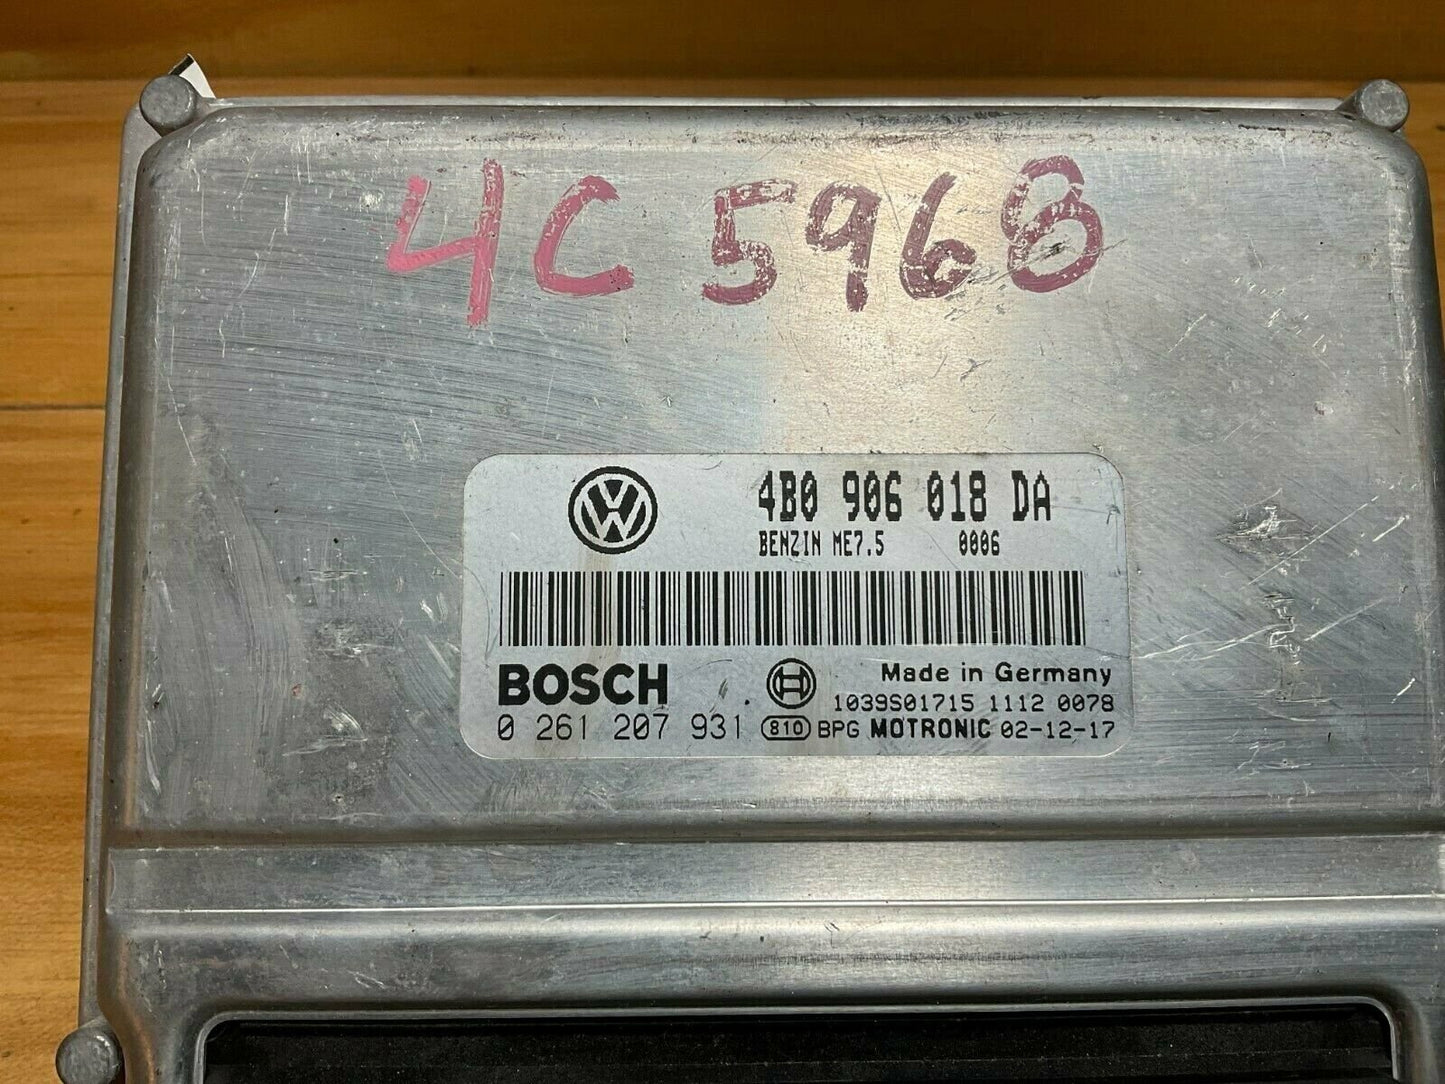 4C 5968
4B0 906 018 DA
BENZIN ME7.5 0006
BOSCH
Made in Germany
1039S01715 1112 0078
0 261 207 931 810 BPG MOTRONIC 02-12-17